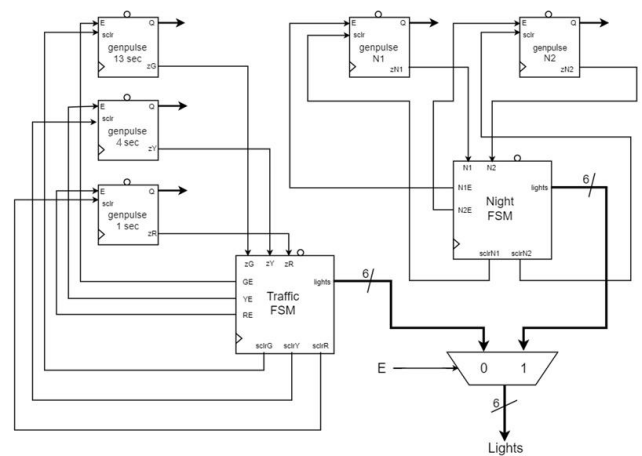 E Q
sclr
genpulse
13 sec
zG
E Q
sclr
genpulse
4 sec
zY
E Q
sclr
genpulse
1 sec
zR
E Q
sclr
genpulse
N1
zN1
E Q
sclr
genpulse
N2
zN2
zG zY zR
GE lights
YE
RE
Traffic
FSM
sclrG sclrY sclrR
6
N1 N2
N1E lights
N2E
Night
FSM
sclrN1 sclrN2
6
E
0 1
6
Lights